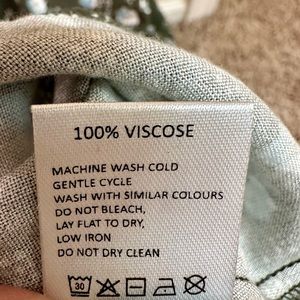 100% VISCOSE
MACHINE WASH COLD
GENTLE CYCLE
WASH WITH SIMILAR COLOURS
DO NOT BLEACH,
LAY FLAT TO DRY,
LOW IRON
DO NOT DRY CLEAN
30